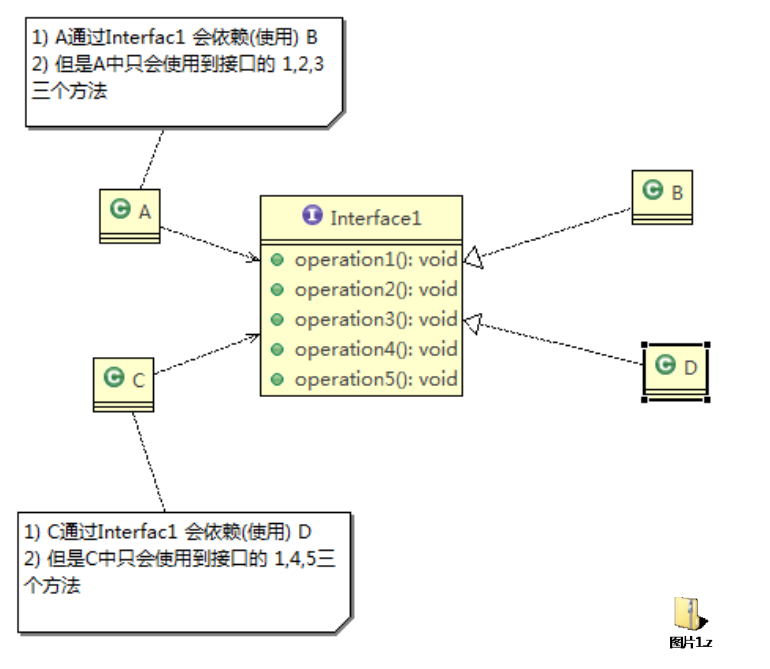 1) A通过Interfac1 会依赖(使用) B
2) 但是A中只会使用到接口的 1,2,3
三个方法
C A
C B
I Interface1
operation1(): void
operation2(): void
operation3(): void
operation4(): void
operation5(): void
C C
C D
1) C通过Interfac1 会依赖(使用) D
2) 但是C中只会使用到接口的 1,4,5三
个方法
图片1.z